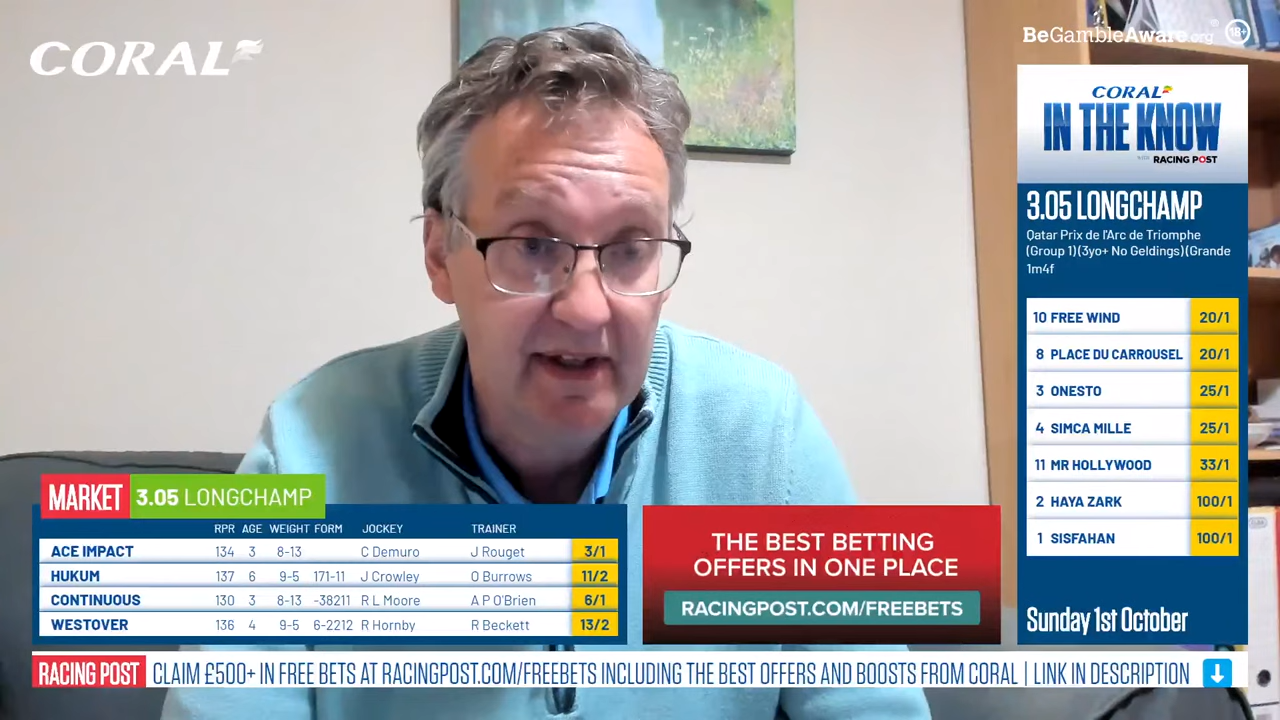 CORAL
BeGambleAware.org 18+
CORAL
IN THE KNOW
WITH RACING POST
3.05 LONGCHAMP
Qatar Prix de l'Arc de Triomphe
(Group 1)(3yo+ No Geldings)(Grande
1m4f
10 FREE WIND 20/1
8 PLACE DU CARROUSEL 20/1
3 ONESTO 25/1
4 SIMCA MILLE 25/1
11 MR HOLLYWOOD 33/1
2 HAYA ZARK 100/1
1 SISFAHAN 100/1
Sunday 1st October
MARKET 3.05 LONGCHAMP
RPR AGE WEIGHT FORM JOCKEY TRAINER
ACE IMPACT 134 3 8-13 C Demuro J Rouget 3/1
HUKUM 137 6 9-5 171-11 J Crowley O Burrows 11/2
CONTINUOUS 130 3 8-13 -38211 R L Moore A P O'Brien 6/1
WESTOVER 136 4 9-5 6-2212 R Hornby R Beckett 13/2
THE BEST BETTING
OFFERS IN ONE PLACE
RACINGPOST.COM/FREEBETS
RACING POST CLAIM £500+ IN FREE BETS AT RACINGPOST.COM/FREEBETS INCLUDING THE BEST OFFERS AND BOOSTS FROM CORAL | LINK IN DESCRIPTION